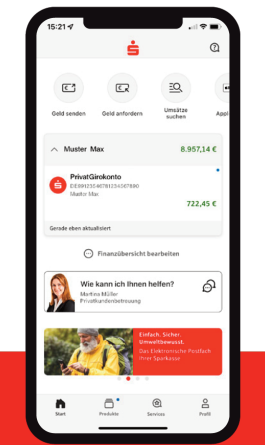 15:21
Geld senden
Geld anfordern
Umsätze
suchen
Appl
Muster Max
8.957,14 €
PrivatGirokonto
Muster Max
722,45 €
Gerade eben aktualisiert
Finanzübersicht bearbeiten
Wie kann ich Ihnen helfen?
Martina Müller
Privatkundenbetreuung
Einfach. Sicher.
Umweltbewusst.
Das Elektronische Postfach
Ihrer Sparkasse
Start
Produkte
Services
Profil